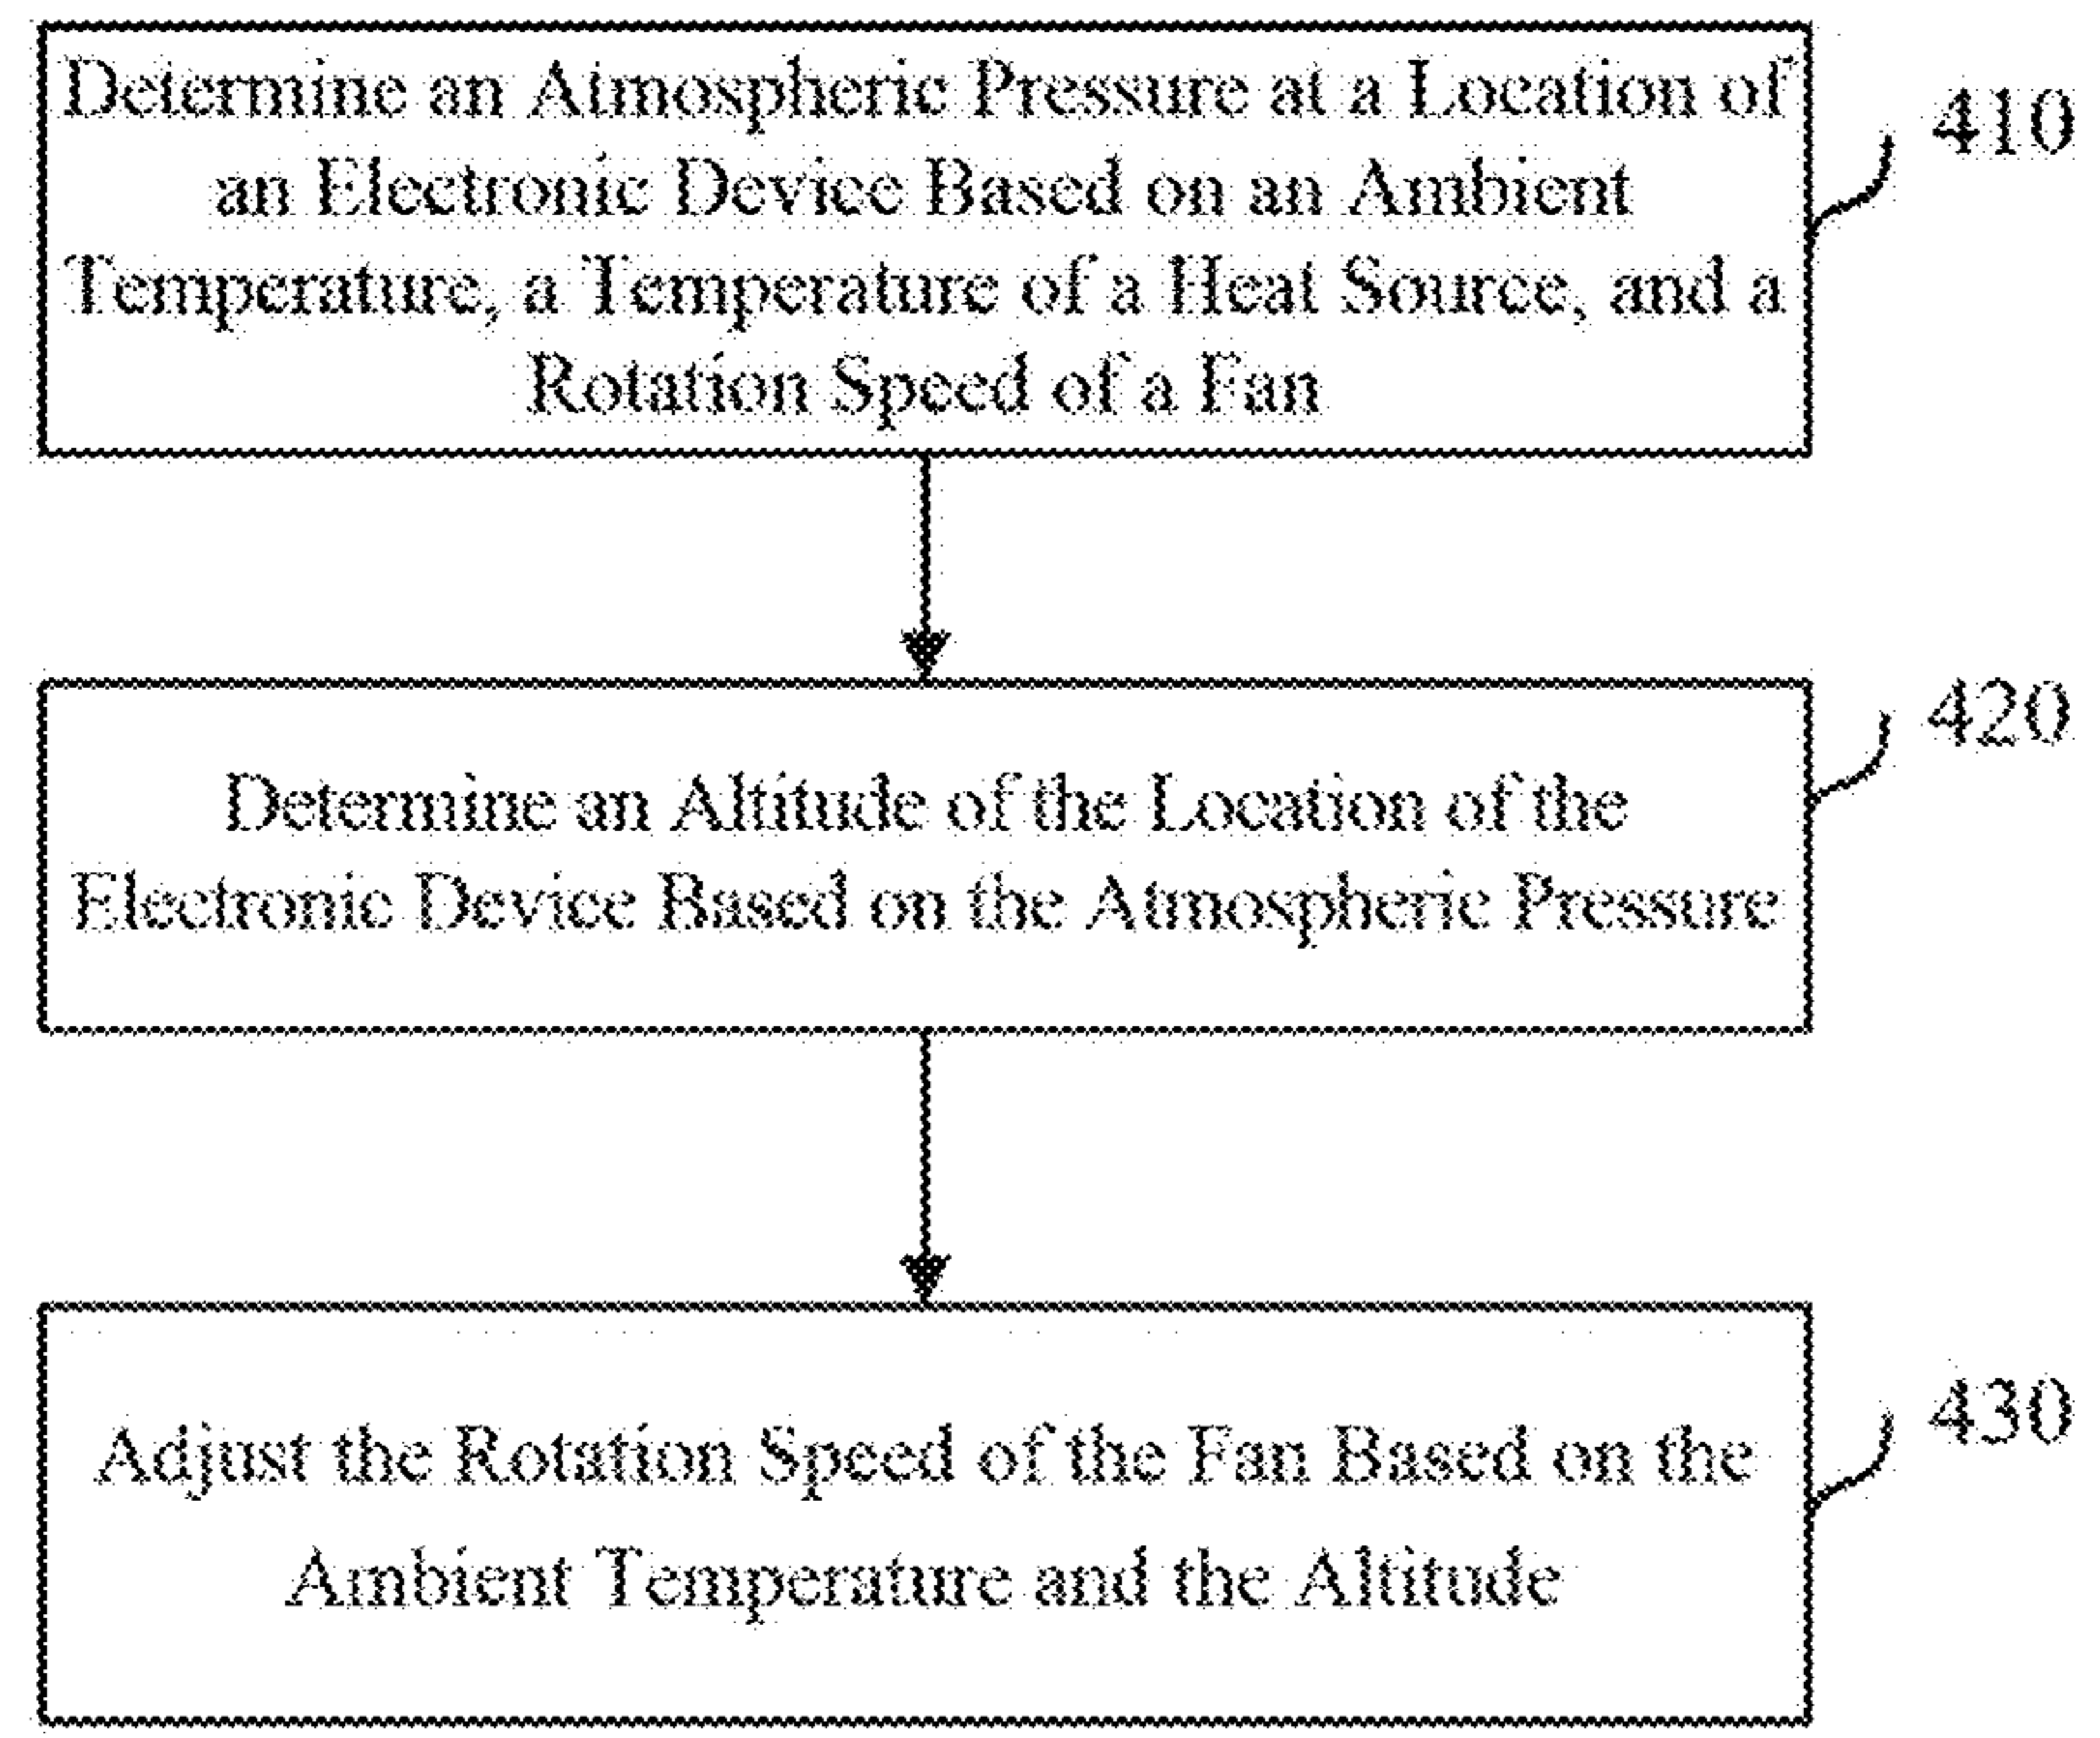 Determine an Atmospheric Pressure at a Location of
an Electronic Device Based on an Ambient
Temperature, a Temperature of a Heat Source, and a
Rotation Speed of a Fan
410
Determine an Altitude of the Location of the
Electronic Device Based on the Atmospheric Pressure
420
Adjust the Rotation Speed of the Fan Based on the
Ambient Temperature and the Altitude
430